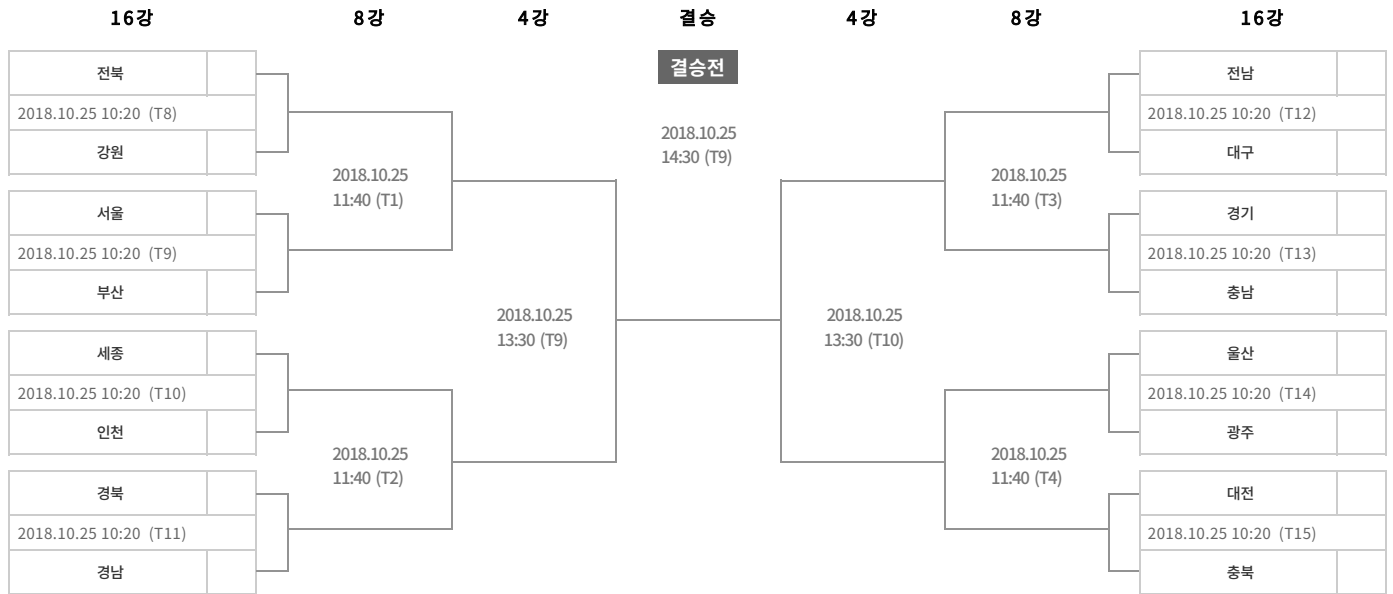 16강 8강 4강 결승 4강 8강 16강
결승전
2018.10.25
14:30 (T9)
전북
2018.10.25 10:20 (T8)
강원
서울
2018.10.25 10:20 (T9)
부산
세종
2018.10.25 10:20 (T10)
인천
경북
2018.10.25 10:20 (T11)
경남
2018.10.25
11:40 (T1)
2018.10.25
11:40 (T2)
2018.10.25
13:30 (T9)
2018.10.25
13:30 (T10)
2018.10.25
11:40 (T3)
2018.10.25
11:40 (T4)
전남
2018.10.25 10:20 (T12)
대구
경기
2018.10.25 10:20 (T13)
충남
울산
2018.10.25 10:20 (T14)
광주
대전
2018.10.25 10:20 (T15)
충북